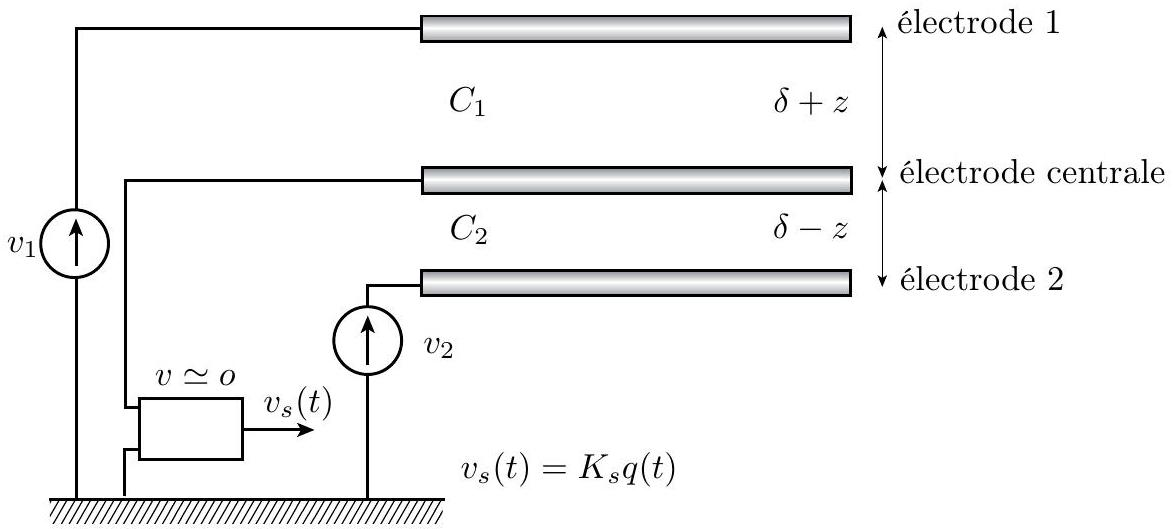 électrode 1
C₁
δ + z
électrode centrale
v₁
C₂
δ − z
électrode 2
v₂
v ≃ o
vₛ(t)
vₛ(t) = Kₛq(t)